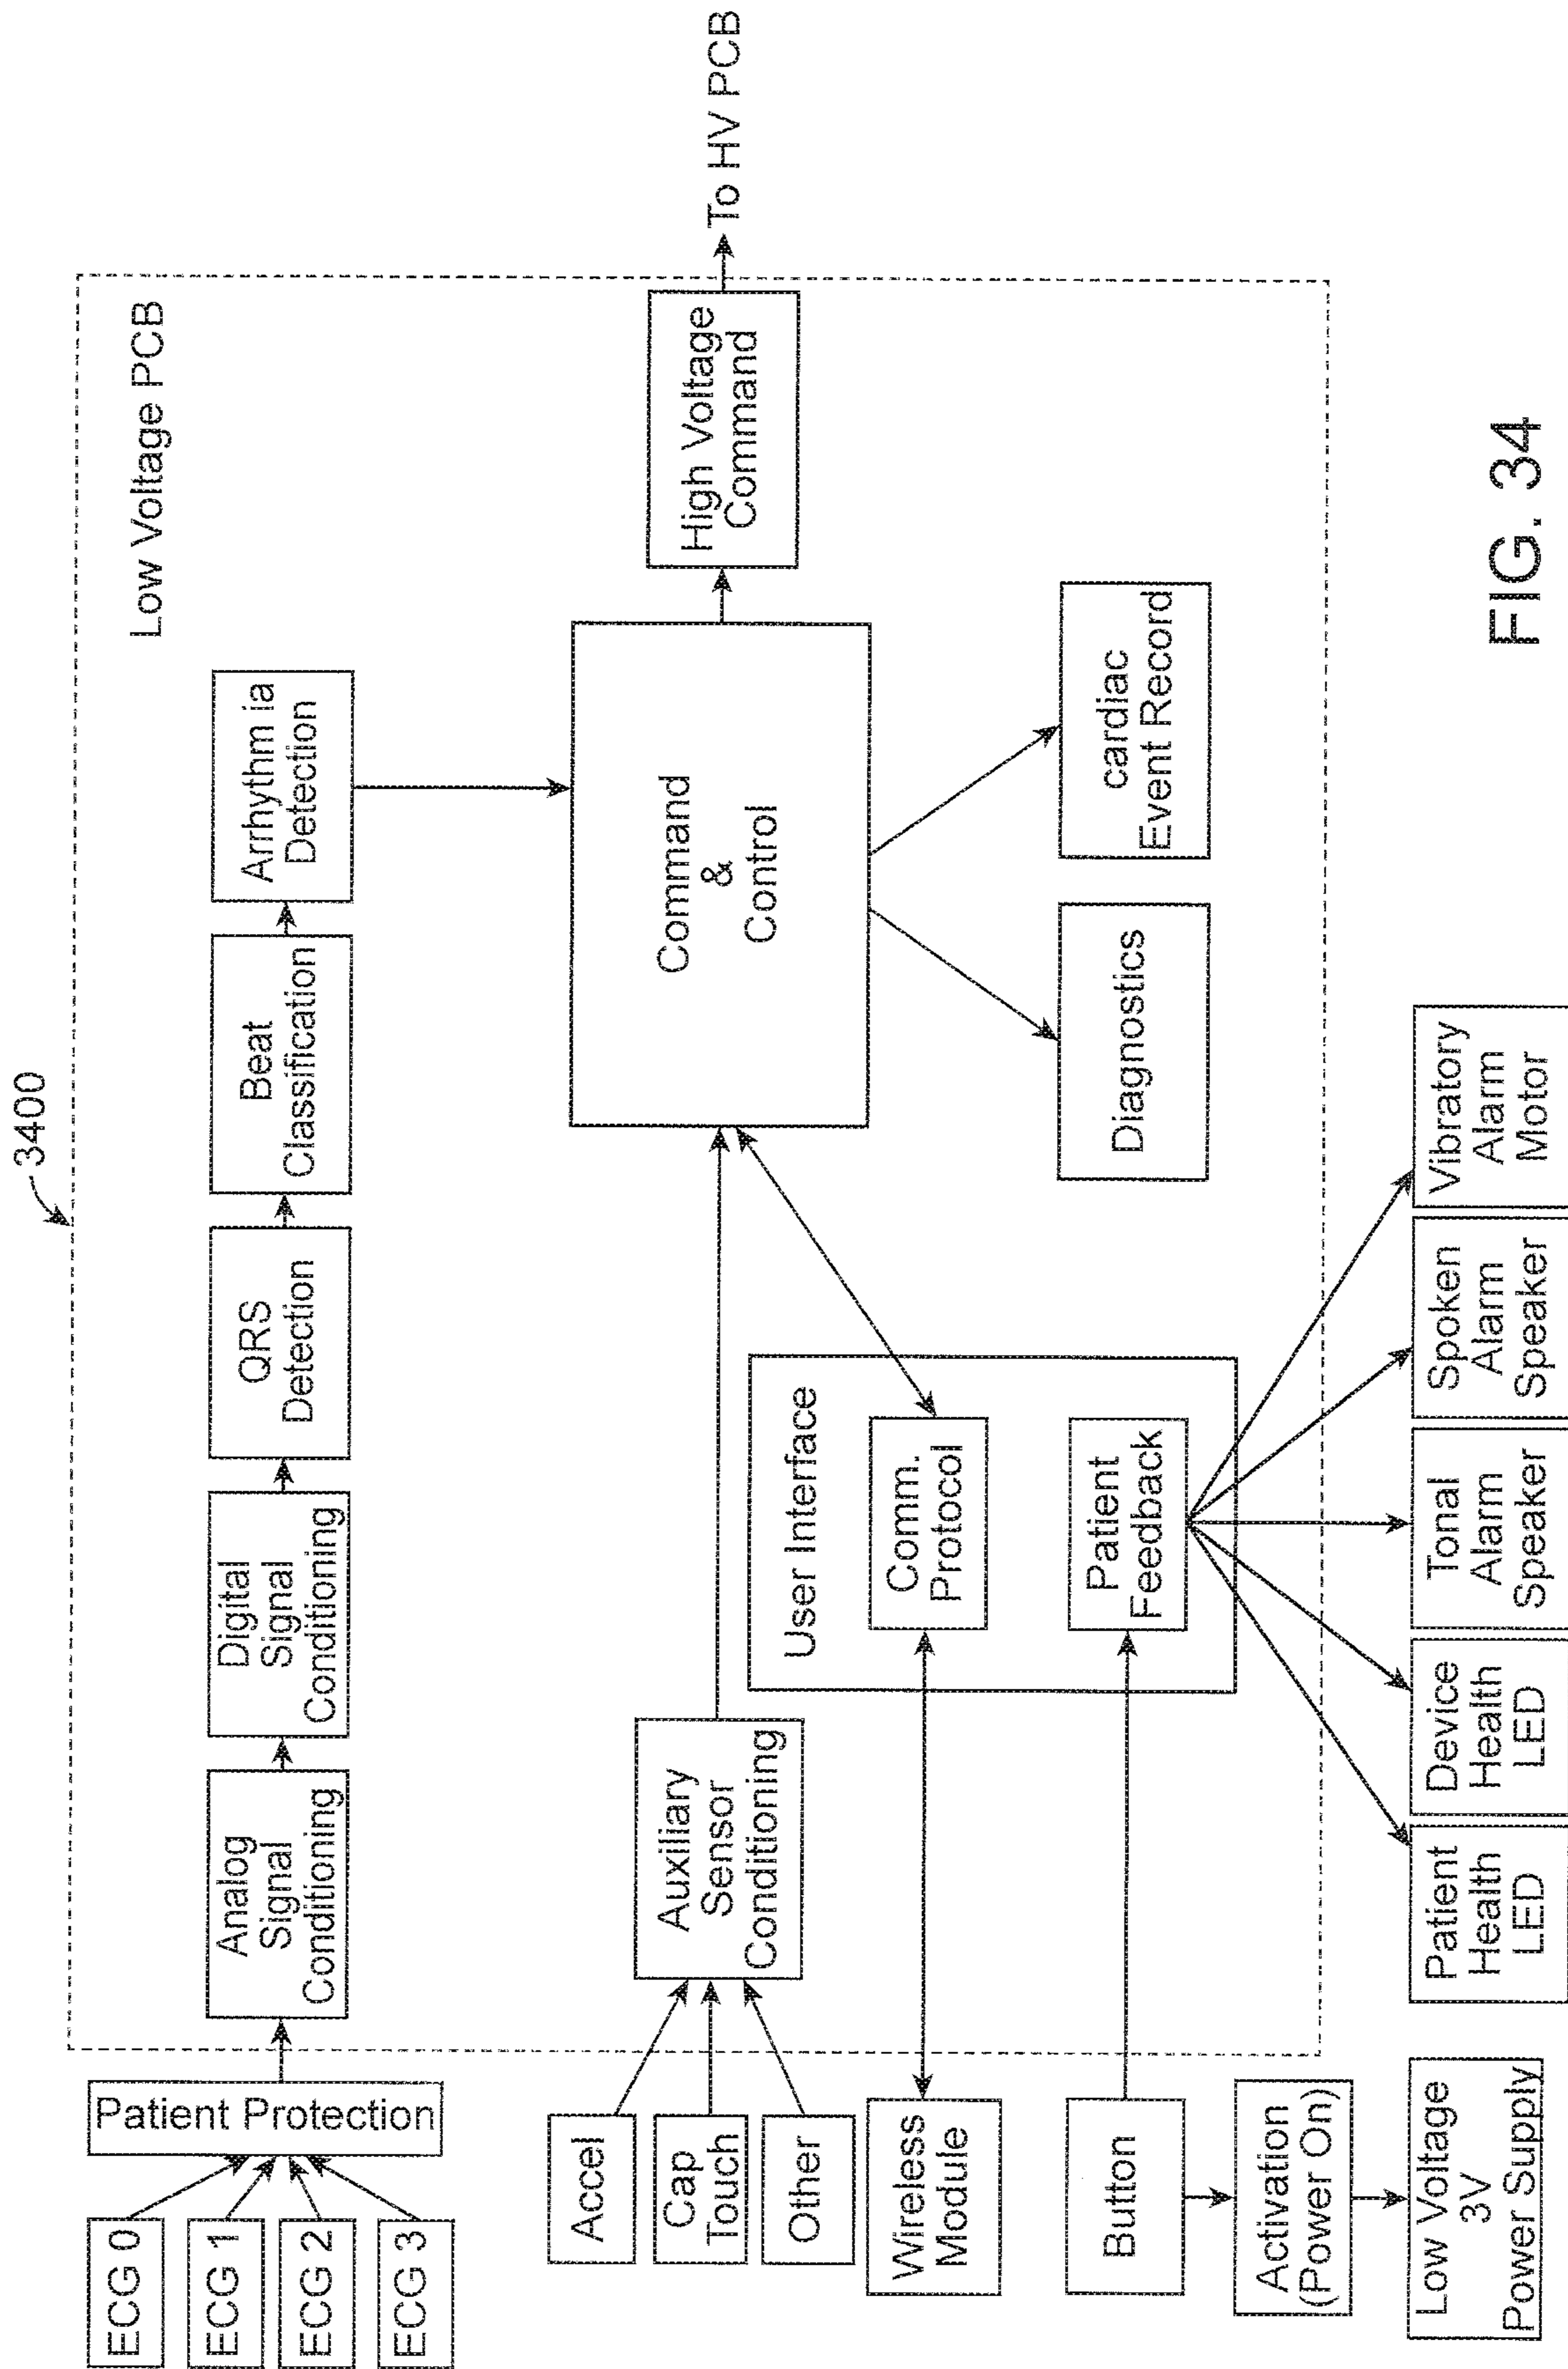 3400
Low Voltage PCB
ECG 0
ECG 1
ECG 2
ECG 3
Patient Protection
Analog
Signal
Conditioning
Digital
Signal
Conditioning
QRS
Detection
Beat
Classification
Arrhythm ia
Detection
Accel
Cap
Touch
Other
Auxiliary
Sensor
Conditioning
Command
&
Control
High Voltage
Command
To HV PCB
Wireless
Module
User Interface
Comm.
Protocol
Patient
Feedback
Diagnostics
cardiac
Event Record
Button
Activation
(Power On)
Low Voltage
3V
Power Supply
Patient
Health
LED
Device
Health
LED
Tonal
Alarm
Speaker
Spoken
Alarm
Speaker
Vibratory
Alarm
Motor
FIG. 34